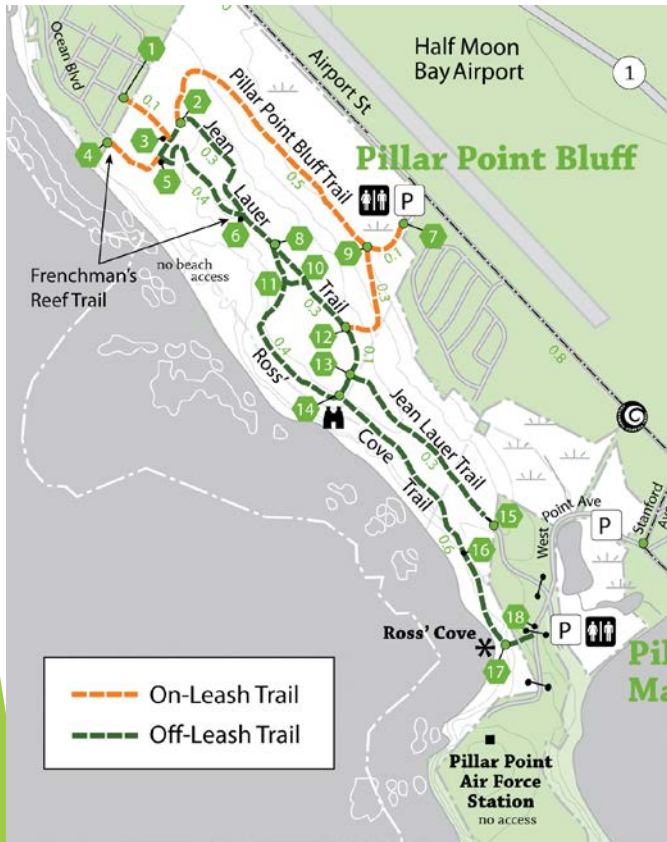 Ocean Blvd
1
0.1
2
3
4
5
Jean
0.3
0.4
Lauer
6
Frenchman's
Reef Trail
no beach
access
Pillar Point Bluff Trail
0.5
Airport St
Half Moon
Bay Airport
1
Pillar Point Bluff
P
7
0.1
9
0.3
8
10
11
Trail
0.3
12
0.1
13
Ross'
0.4
14
Cove
Trail
0.6
Jean Lauer Trail
0.3
15
16
0.8
C
West Point Ave
P
Stanford
Av
18
P
Ross' Cove
17
Pil
Ma
On-Leash Trail
Off-Leash Trail
Pillar Point
Air Force
Station
no access